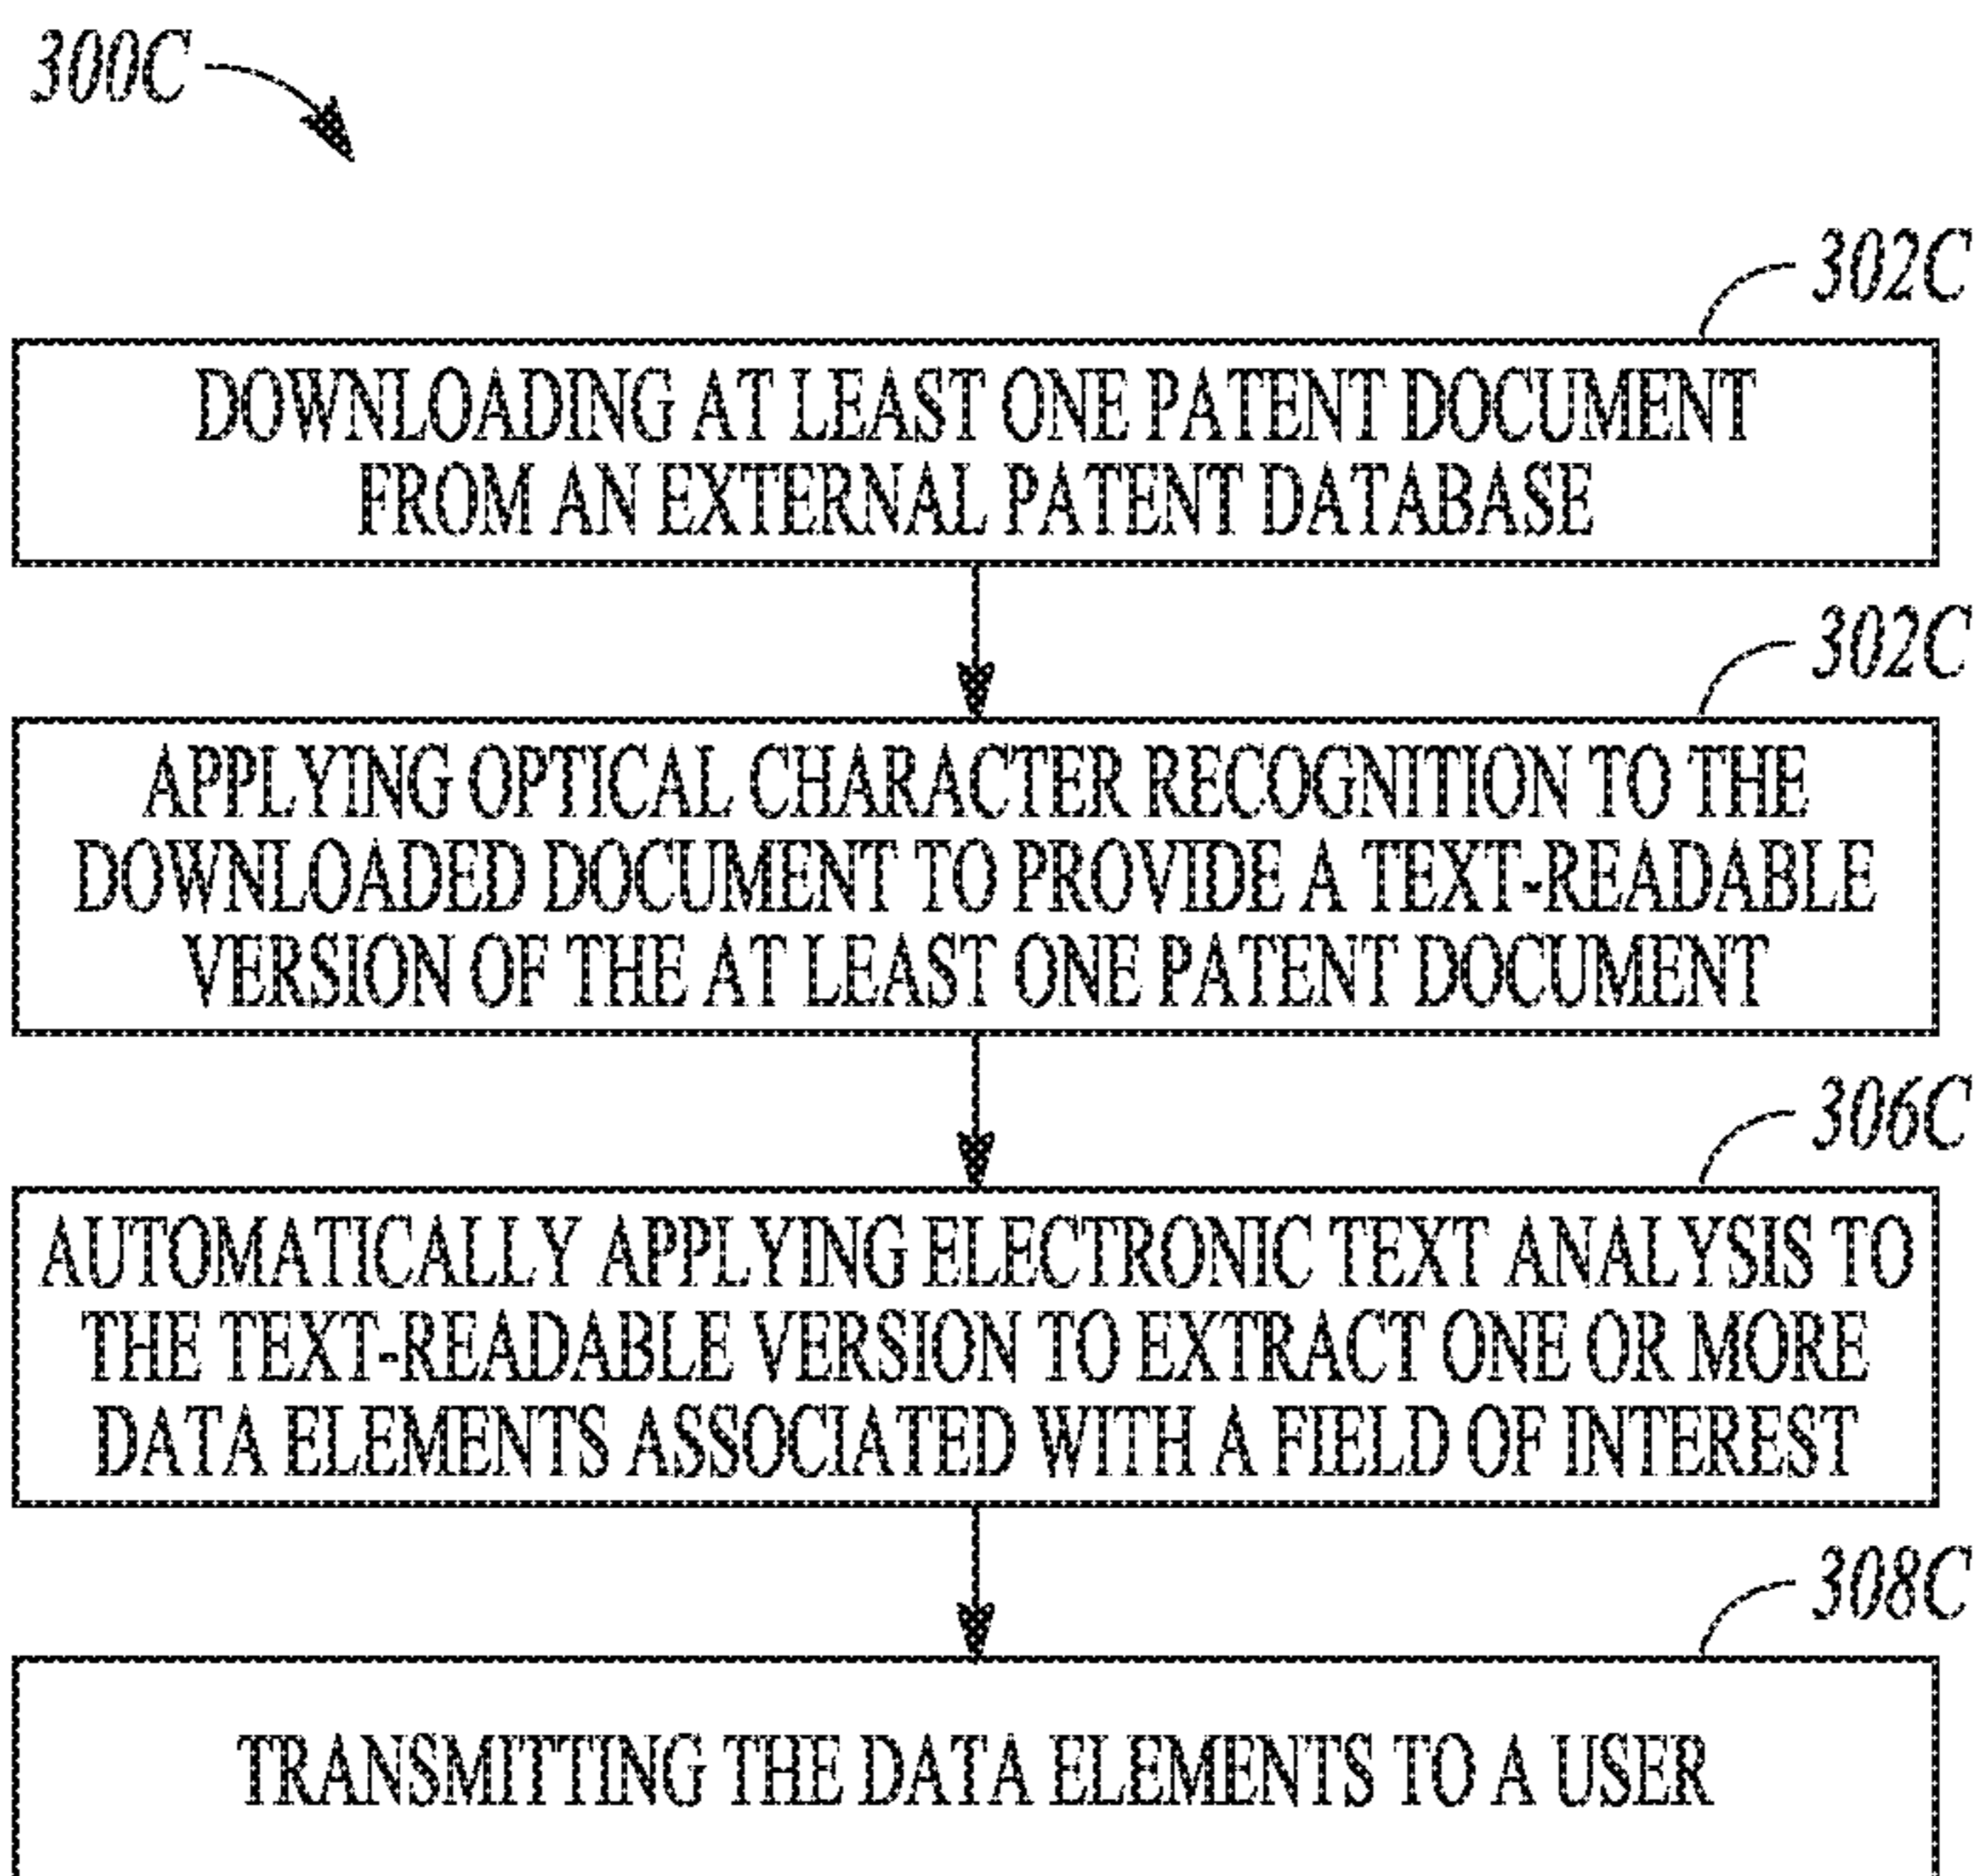 300C
302C
DOWNLOADING AT LEAST ONE PATENT DOCUMENT
FROM AN EXTERNAL PATENT DATABASE
302C
APPLYING OPTICAL CHARACTER RECOGNITION TO THE
DOWNLOADED DOCUMENT TO PROVIDE A TEXT-READABLE
VERSION OF THE AT LEAST ONE PATENT DOCUMENT
306C
AUTOMATICALLY APPLYING ELECTRONIC TEXT ANALYSIS TO
THE TEXT-READABLE VERSION TO EXTRACT ONE OR MORE
DATA ELEMENTS ASSOCIATED WITH A FIELD OF INTEREST
308C
TRANSMITTING THE DATA ELEMENTS TO A USER